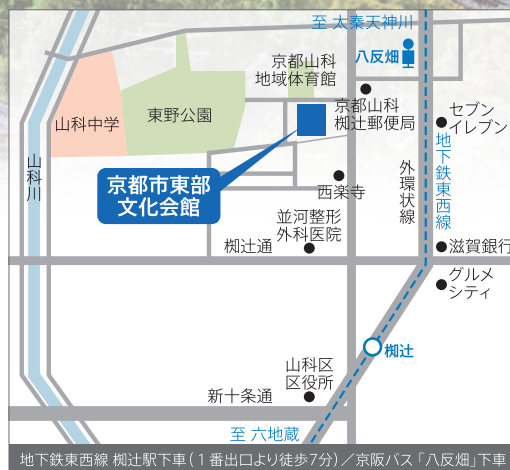 至 太秦天神川
八反畑
京都山科
地域体育館
京都山科
椥辻郵便局
セブン
イレブン
山科中学
東野公園
地下鉄東西線
外環状線
山科川
京都市東部
文化会館
西楽寺
並河整形
外科医院
椥辻通
滋賀銀行
グルメ
シティ
椥辻
山科区
区役所
新十条通
至 六地蔵
地下鉄東西線 椥辻駅下車(1番出口より徒歩7分)／京阪バス「八反畑」下車